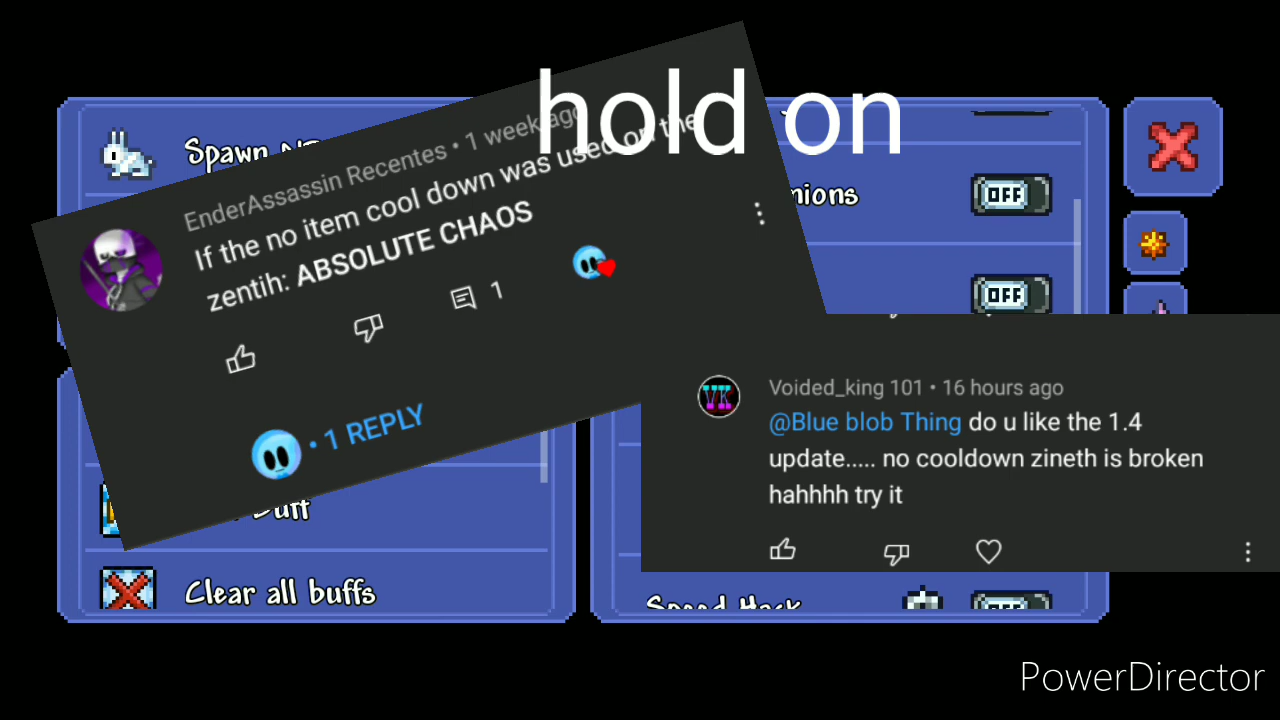 hold on
Spawn
EnderAssassin Recentes • 1 week ago
If the no item cool down was used on the
zentih: ABSOLUTE CHAOS
1
• 1 REPLY
OFF
OFF
Voided_king 101 • 16 hours ago
@Blue blob Thing do u like the 1.4
update..... no cooldown zineth is broken
hahhhh try it
VK
Buff
Clear all buffs
Speed Hack
OFF
PowerDirector